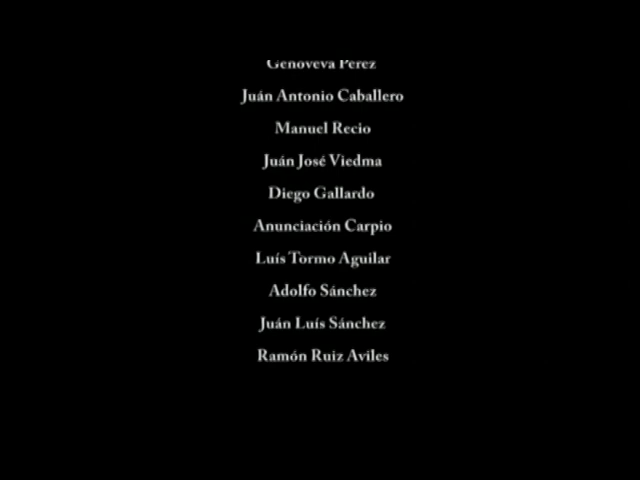 Genoveva Pérez
Juán Antonio Caballero
Manuel Recio
Juán José Viedma
Diego Gallardo
Anunciación Carpio
Luís Tormo Aguilar
Adolfo Sánchez
Juán Luís Sánchez
Ramón Ruiz Aviles